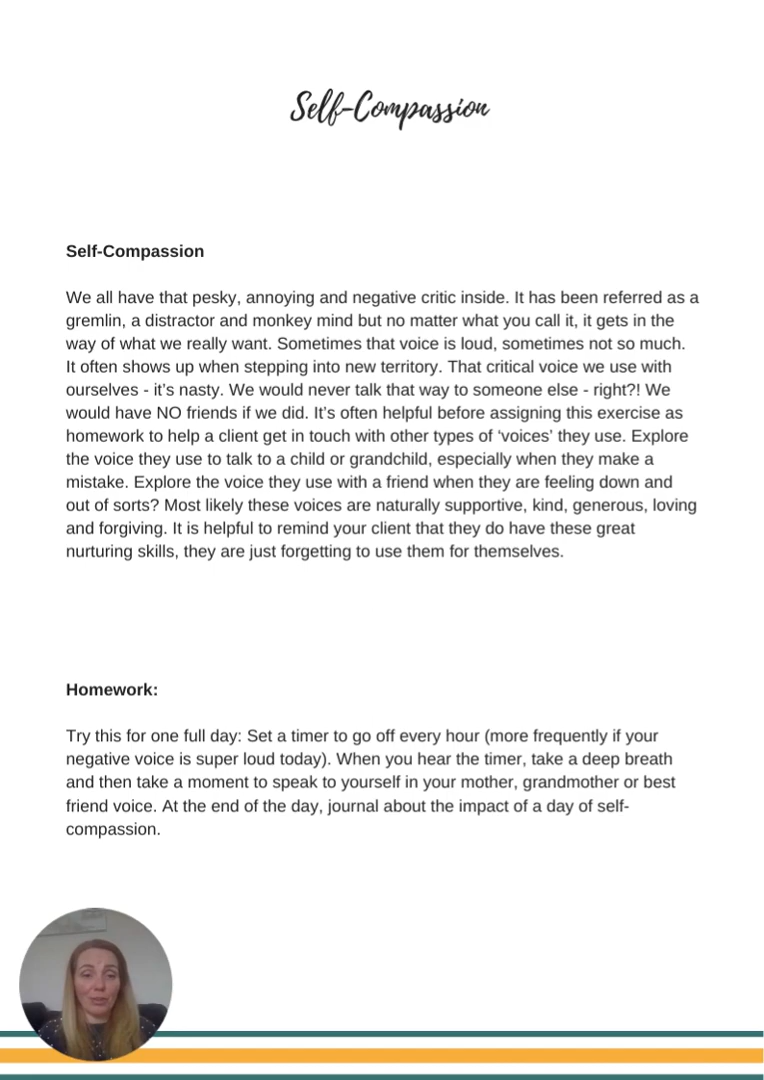 Self-Compassion
Self-Compassion
We all have that pesky, annoying and negative critic inside. It has been referred as a
gremlin, a distractor and monkey mind but no matter what you call it, it gets in the
way of what we really want. Sometimes that voice is loud, sometimes not so much.
It often shows up when stepping into new territory. That critical voice we use with
ourselves - it’s nasty. We would never talk that way to someone else - right?! We
would have NO friends if we did. It’s often helpful before assigning this exercise as
homework to help a client get in touch with other types of ‘voices’ they use. Explore
the voice they use to talk to a child or grandchild, especially when they make a
mistake. Explore the voice they use with a friend when they are feeling down and
out of sorts? Most likely these voices are naturally supportive, kind, generous, loving
and forgiving. It is helpful to remind your client that they do have these great
nurturing skills, they are just forgetting to use them for themselves.
Homework:
Try this for one full day: Set a timer to go off every hour (more frequently if your
negative voice is super loud today). When you hear the timer, take a deep breath
and then take a moment to speak to yourself in your mother, grandmother or best
friend voice. At the end of the day, journal about the impact of a day of self-
compassion.